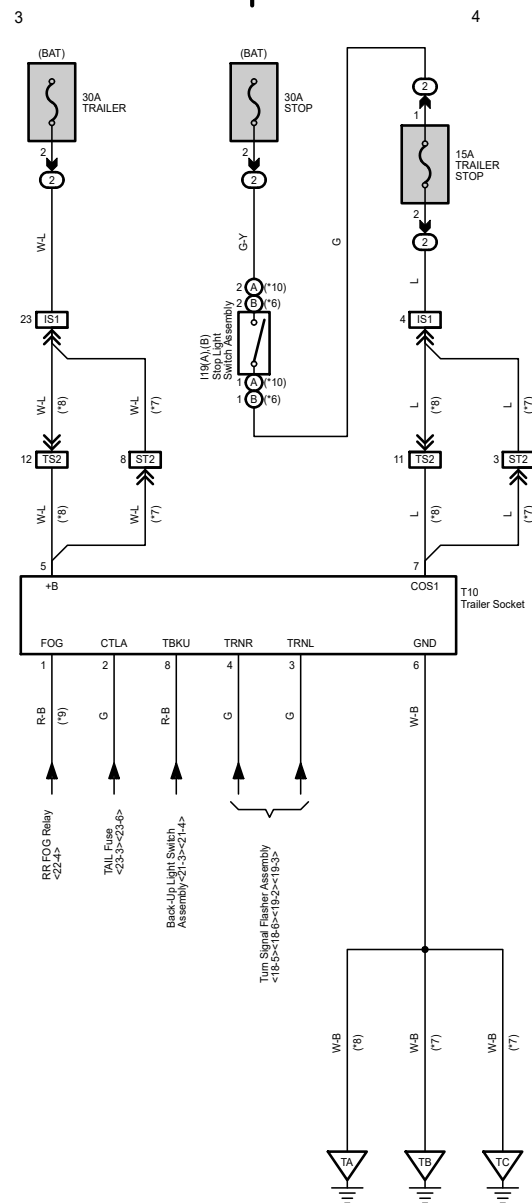 3
4
(BAT)
30A
TRAILER
2
2
W-L
23 IS1
W-L
(*8)
W-L
(*7)
12 TS2
8 ST2
W-L
(*8)
W-L
(*7)
(BAT)
30A
STOP
2
2
G-Y
2 A (*10)
2 B (*6)
I19(A),(B)
Stop Light
Switch Assembly
1 A (*10)
1 B (*6)
G
2
1
15A
TRAILER
STOP
2
2
L
4 IS1
L
(*8)
L
(*7)
11 TS2
3 ST2
L
(*8)
L
(*7)
5
7
+B
COS1
T10
Trailer Socket
FOG
CTLA
TBKU
TRNR
TRNL
GND
1
2
8
4
3
6
R-B
(*9)
G
R-B
G
G
W-B
RR FOG Relay
<22-4>
TAIL Fuse
<23-3><23-6>
Back-Up Light Switch
Assembly<21-3><21-4>
Turn Signal Flasher Assembly
<18-5><18-6><19-2><19-3>
W-B
(*8)
W-B
(*7)
W-B
(*7)
TA
TB
TC